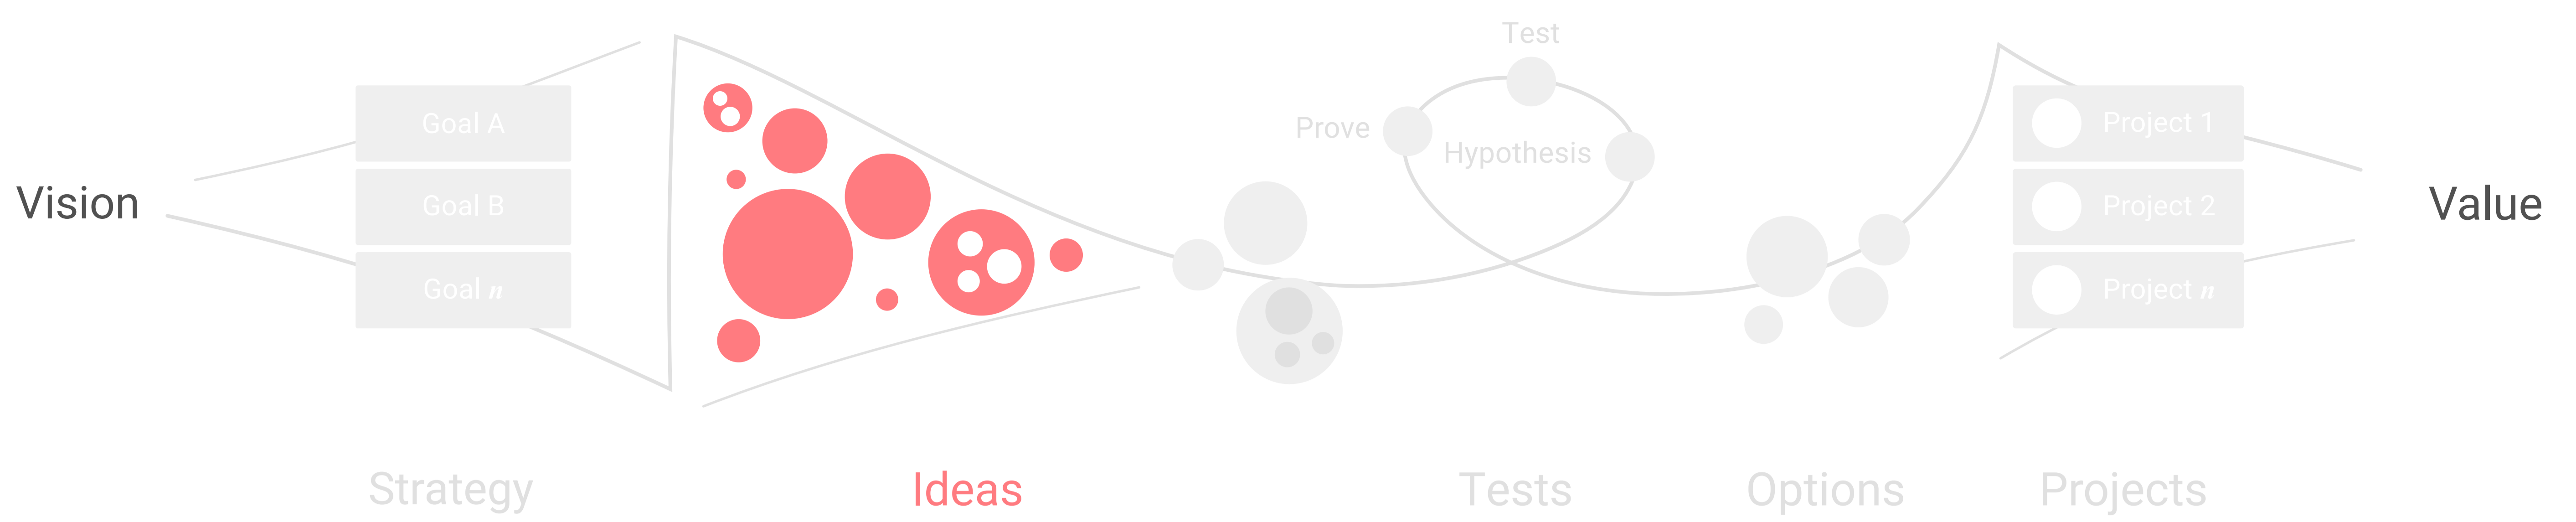 Vision
Goal A
Goal B
Goal n
Test
Prove
Hypothesis
Project 1
Project 2
Project n
Value
Strategy
Ideas
Tests
Options
Projects